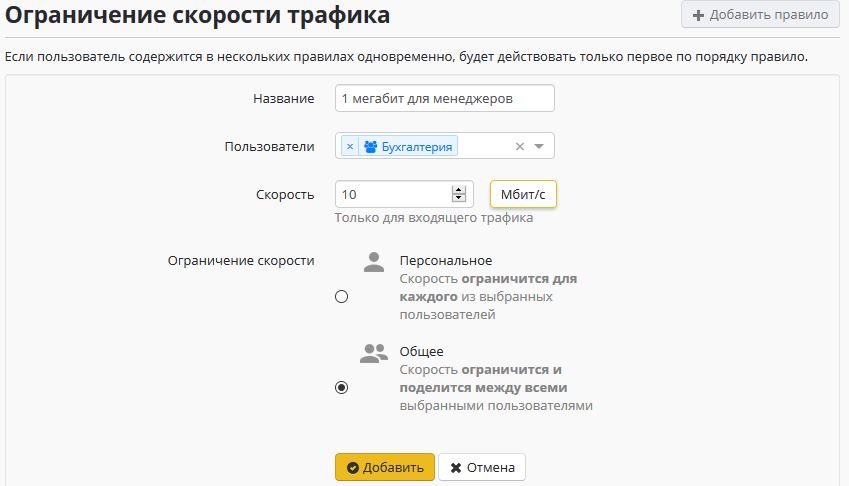 Ограничение скорости трафика
Добавить правило
Если пользователь содержится в нескольких правилах одновременно, будет действовать только первое по порядку правило.
Название 1 мегабит для менеджеров
Пользователи × Бухгалтерия ×
Скорость 10 Мбит/с
Только для входящего трафика
Ограничение скорости
Персональное
Скорость ограничится для
каждого из выбранных
пользователей
Общее
Скорость ограничится и
поделится между всеми
выбранными пользователями
Добавить Отмена